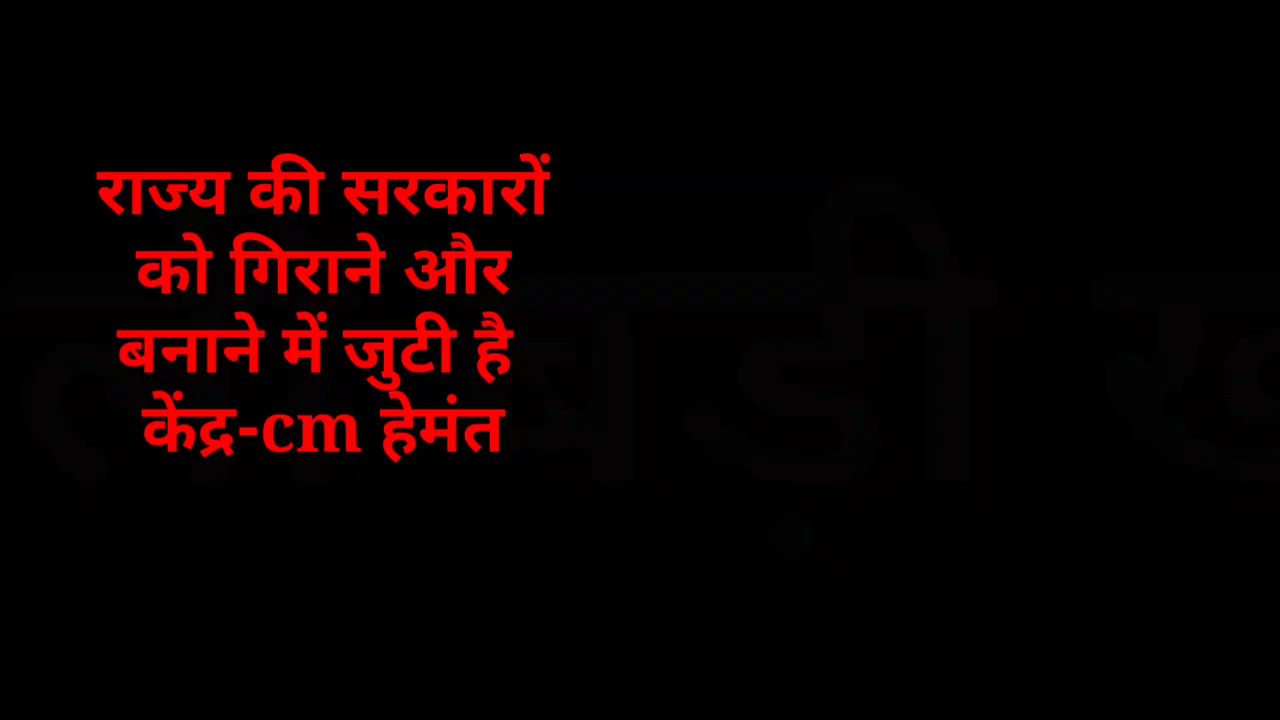 राज्य की सरकारों
को गिराने और
बनाने में जुटी है
केंद्र-cm हेमंत